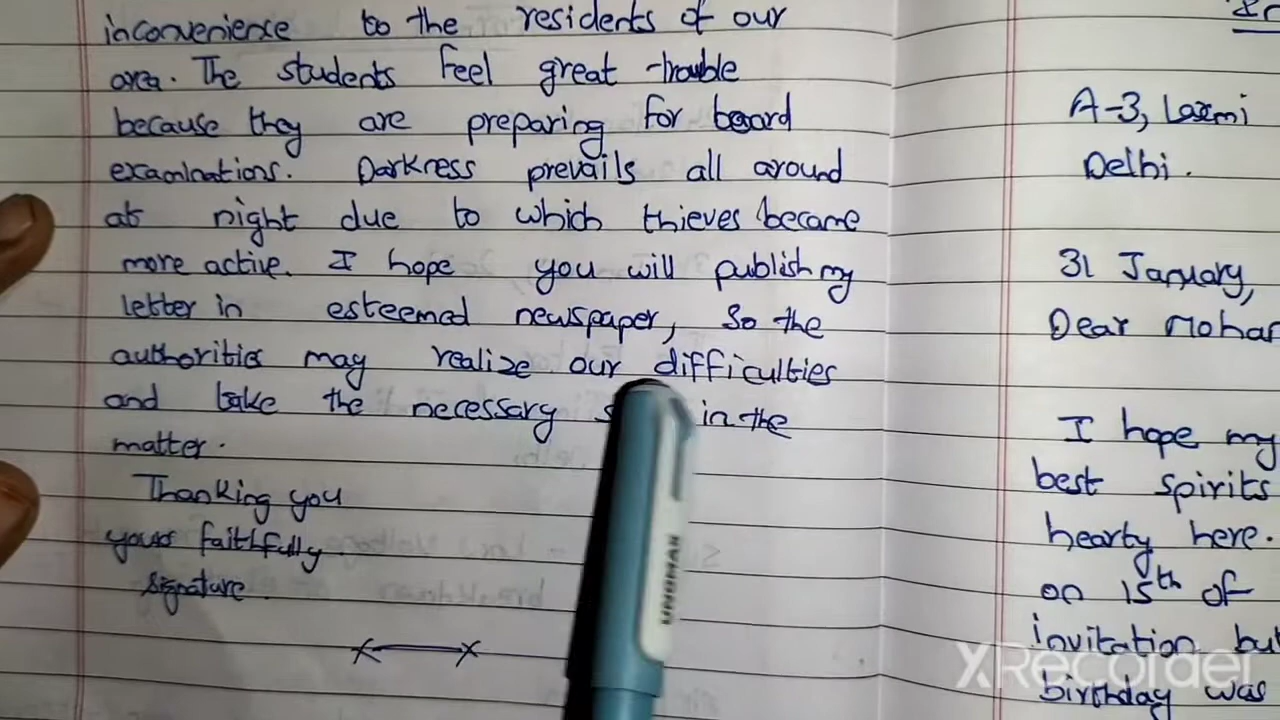 inconvenience to the residents of our
area. The students feel great trouble
because they are preparing for board
examinations. Darkness prevails all around
at night due to which thieves became
more active. I hope you will publish my
letter in esteemed newspaper, So the
authorities may realize our difficulties
and take the necessary in the
matter.
Thanking you
yours faithfully
signature.
A-3, Laxmi
Delhi.
31 January,
Dear Mohan
I hope my
best spirits
hearty here.
on 15th of
invitation but
birthday was
UNOMAX
XRecorder